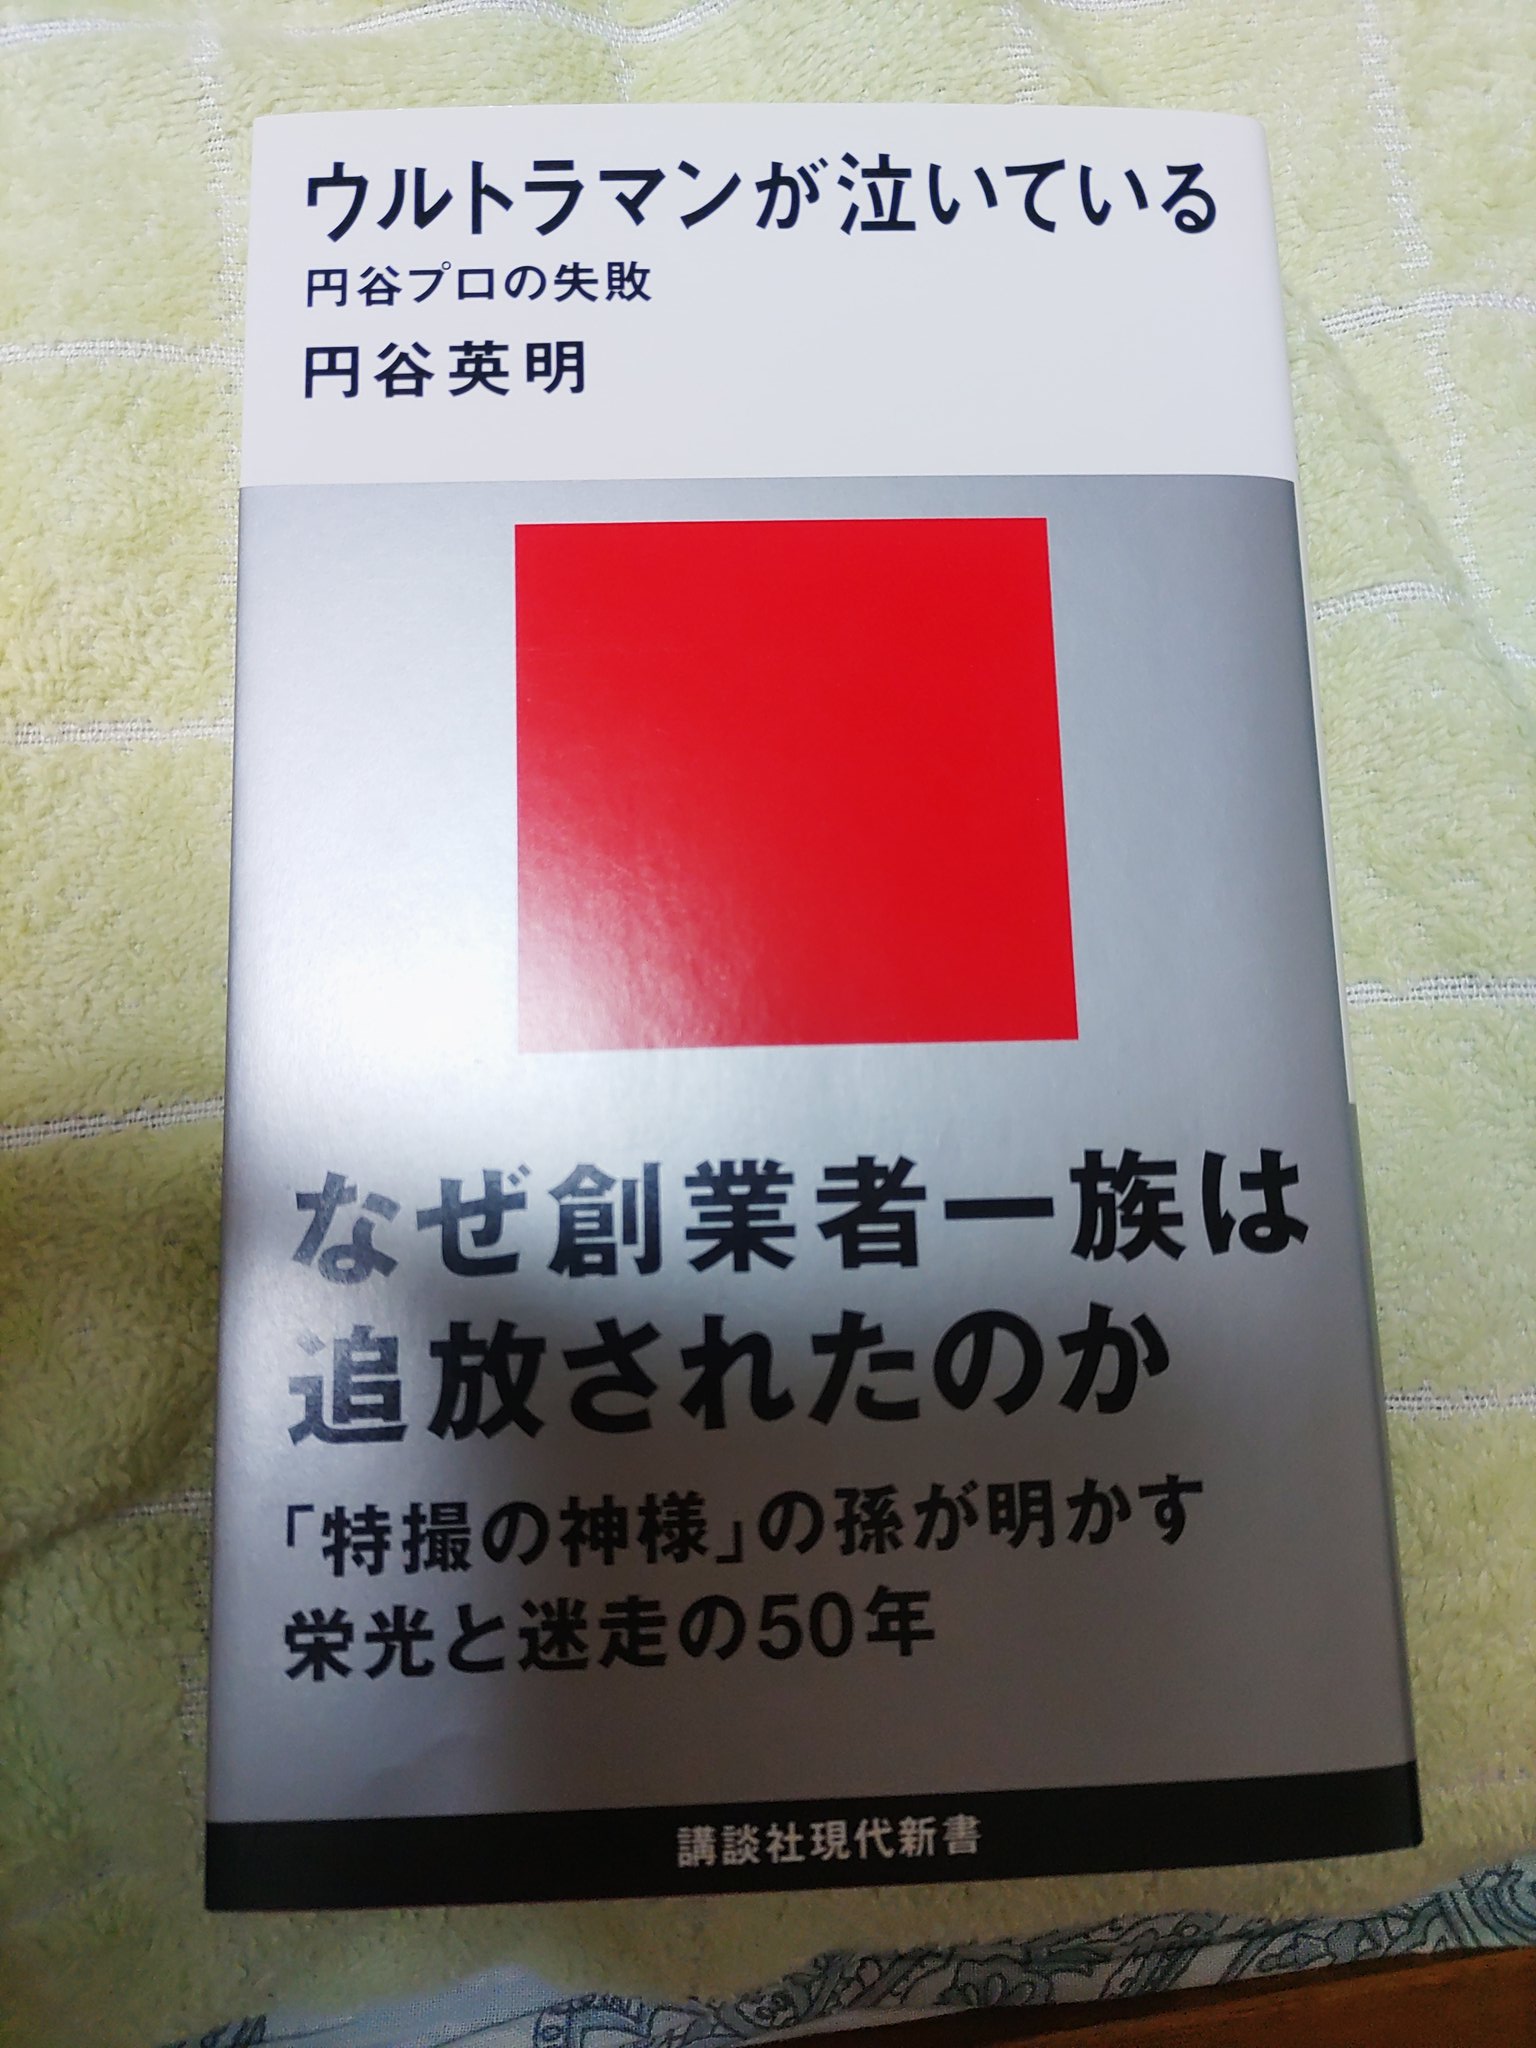 ウルトラマンが泣いている
円谷プロの失敗
円谷英明
なぜ創業者一族は
追放されたのか
「特撮の神様」の孫が明かす
栄光と迷走の50年
講談社現代新書